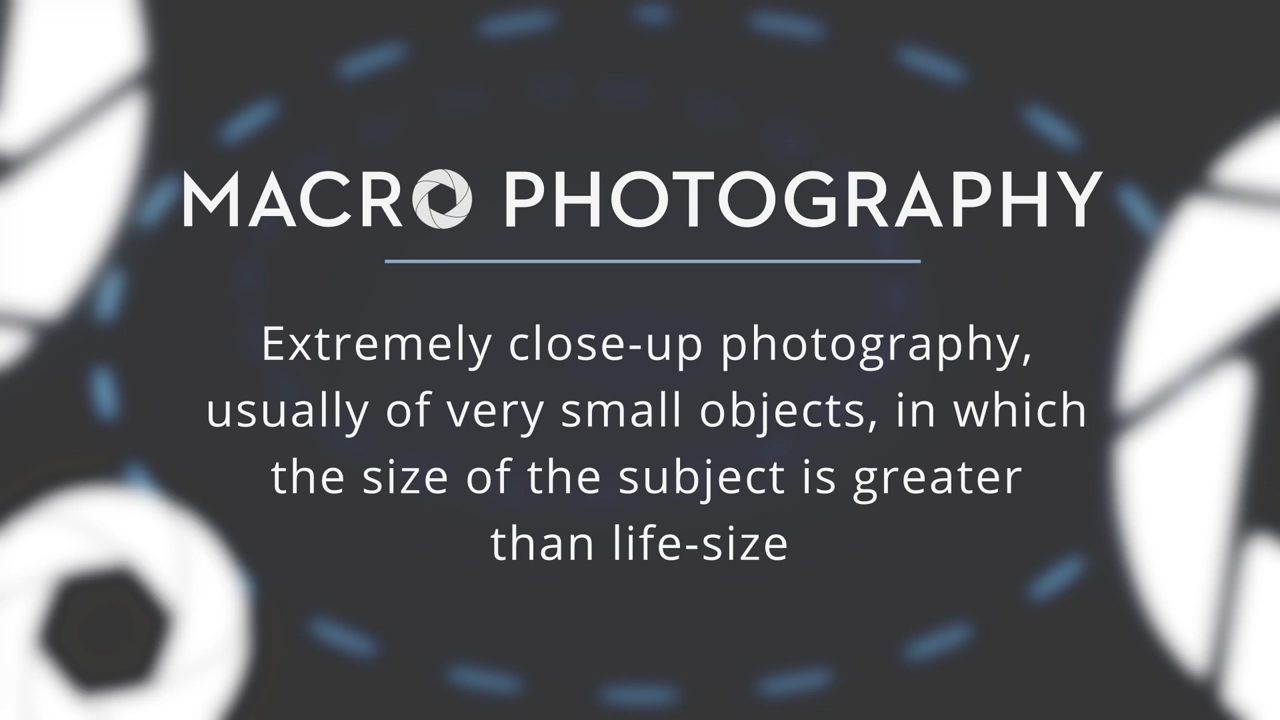 MACRO PHOTOGRAPHY
Extremely close-up photography,
usually of very small objects, in which
the size of the subject is greater
than life-size